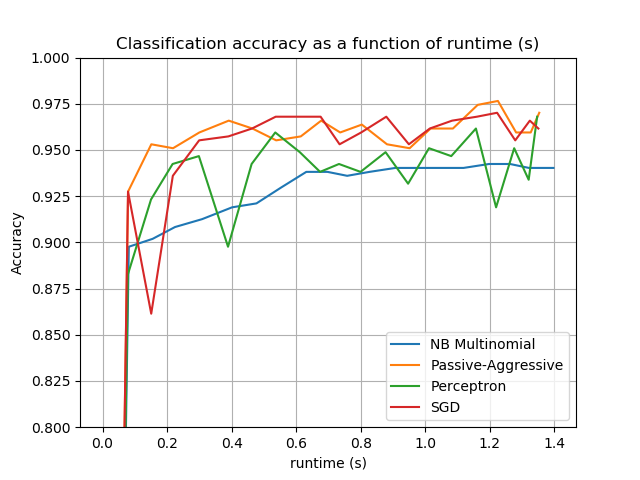 Classification accuracy as a function of runtime (s)
1.000
0.975
0.950
0.925
0.900
0.875
0.850
0.825
0.800
Accuracy
0.0 0.2 0.4 0.6 0.8 1.0 1.2 1.4
runtime (s)
NB Multinomial
Passive-Aggressive
Perceptron
SGD